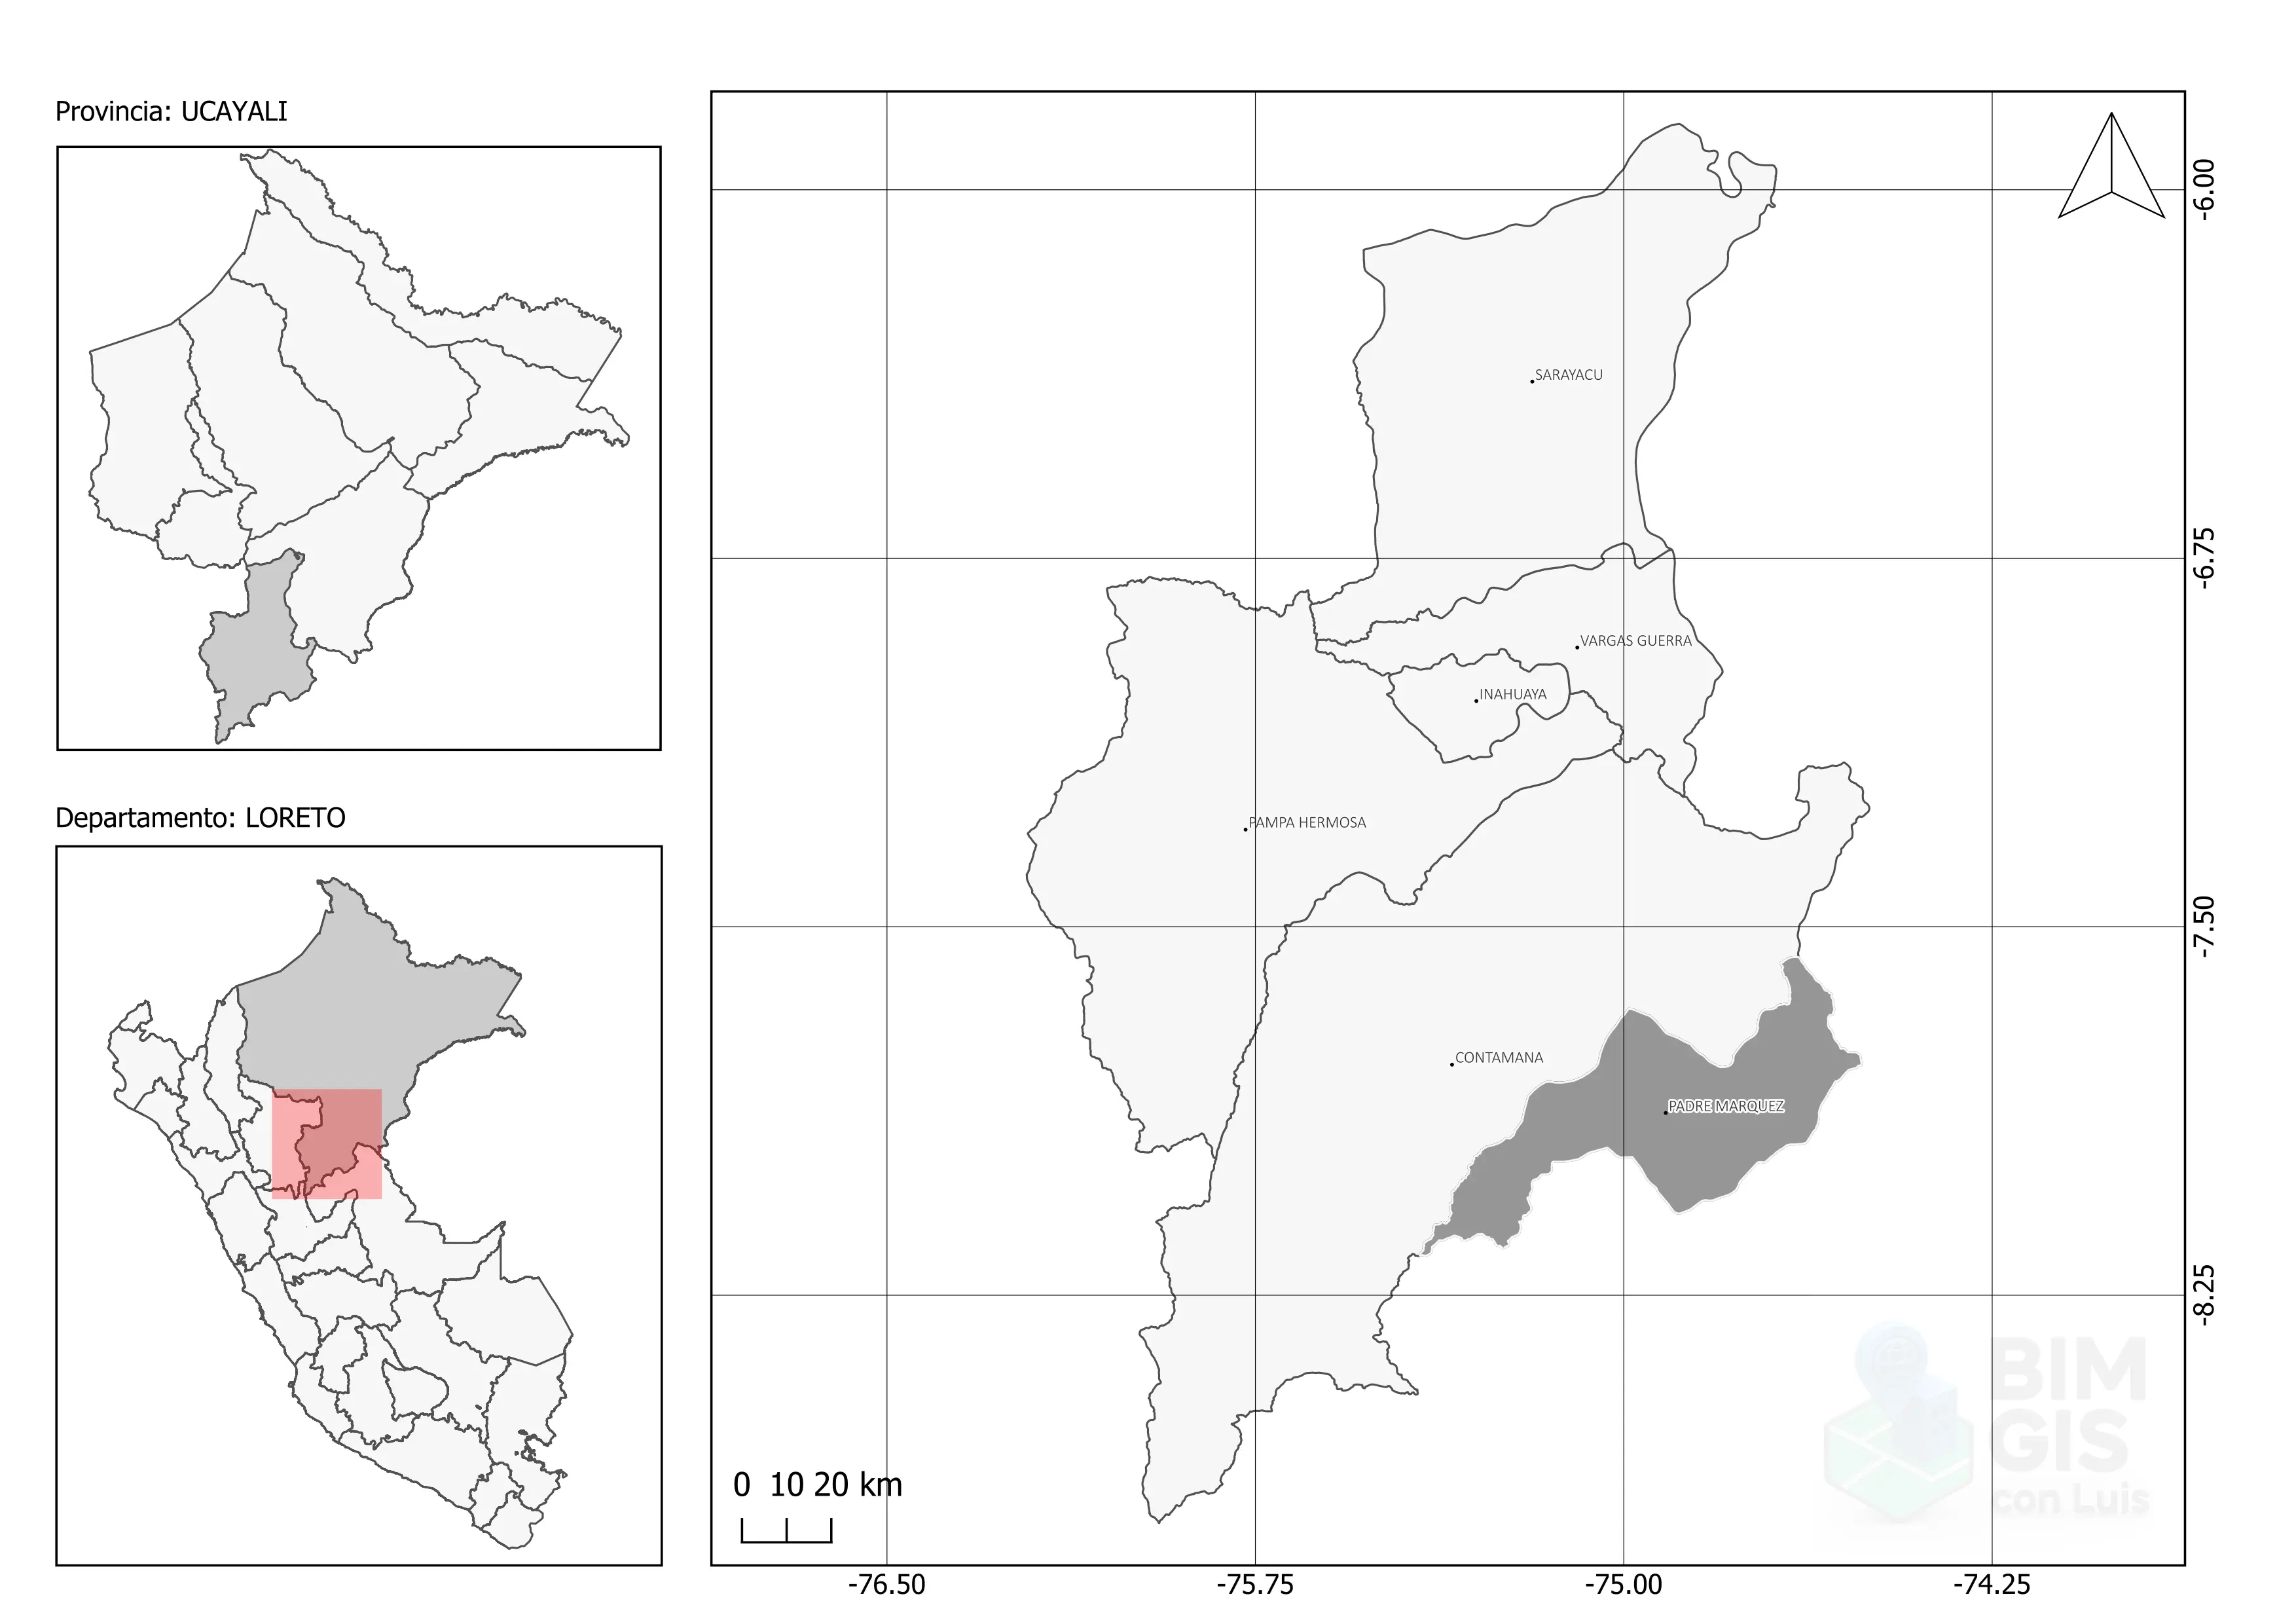 Provincia: UCAYALI
Departamento: LORETO
SARAYACU
VARGAS GUERRA
INAHUAYA
PAMPA HERMOSA
CONTAMANA
PADRE MARQUEZ
-6.00
-6.75
-7.50
-8.25
0 10 20 km
-76.50 -75.75 -75.00 -74.25
BIM
GIS
con Luis